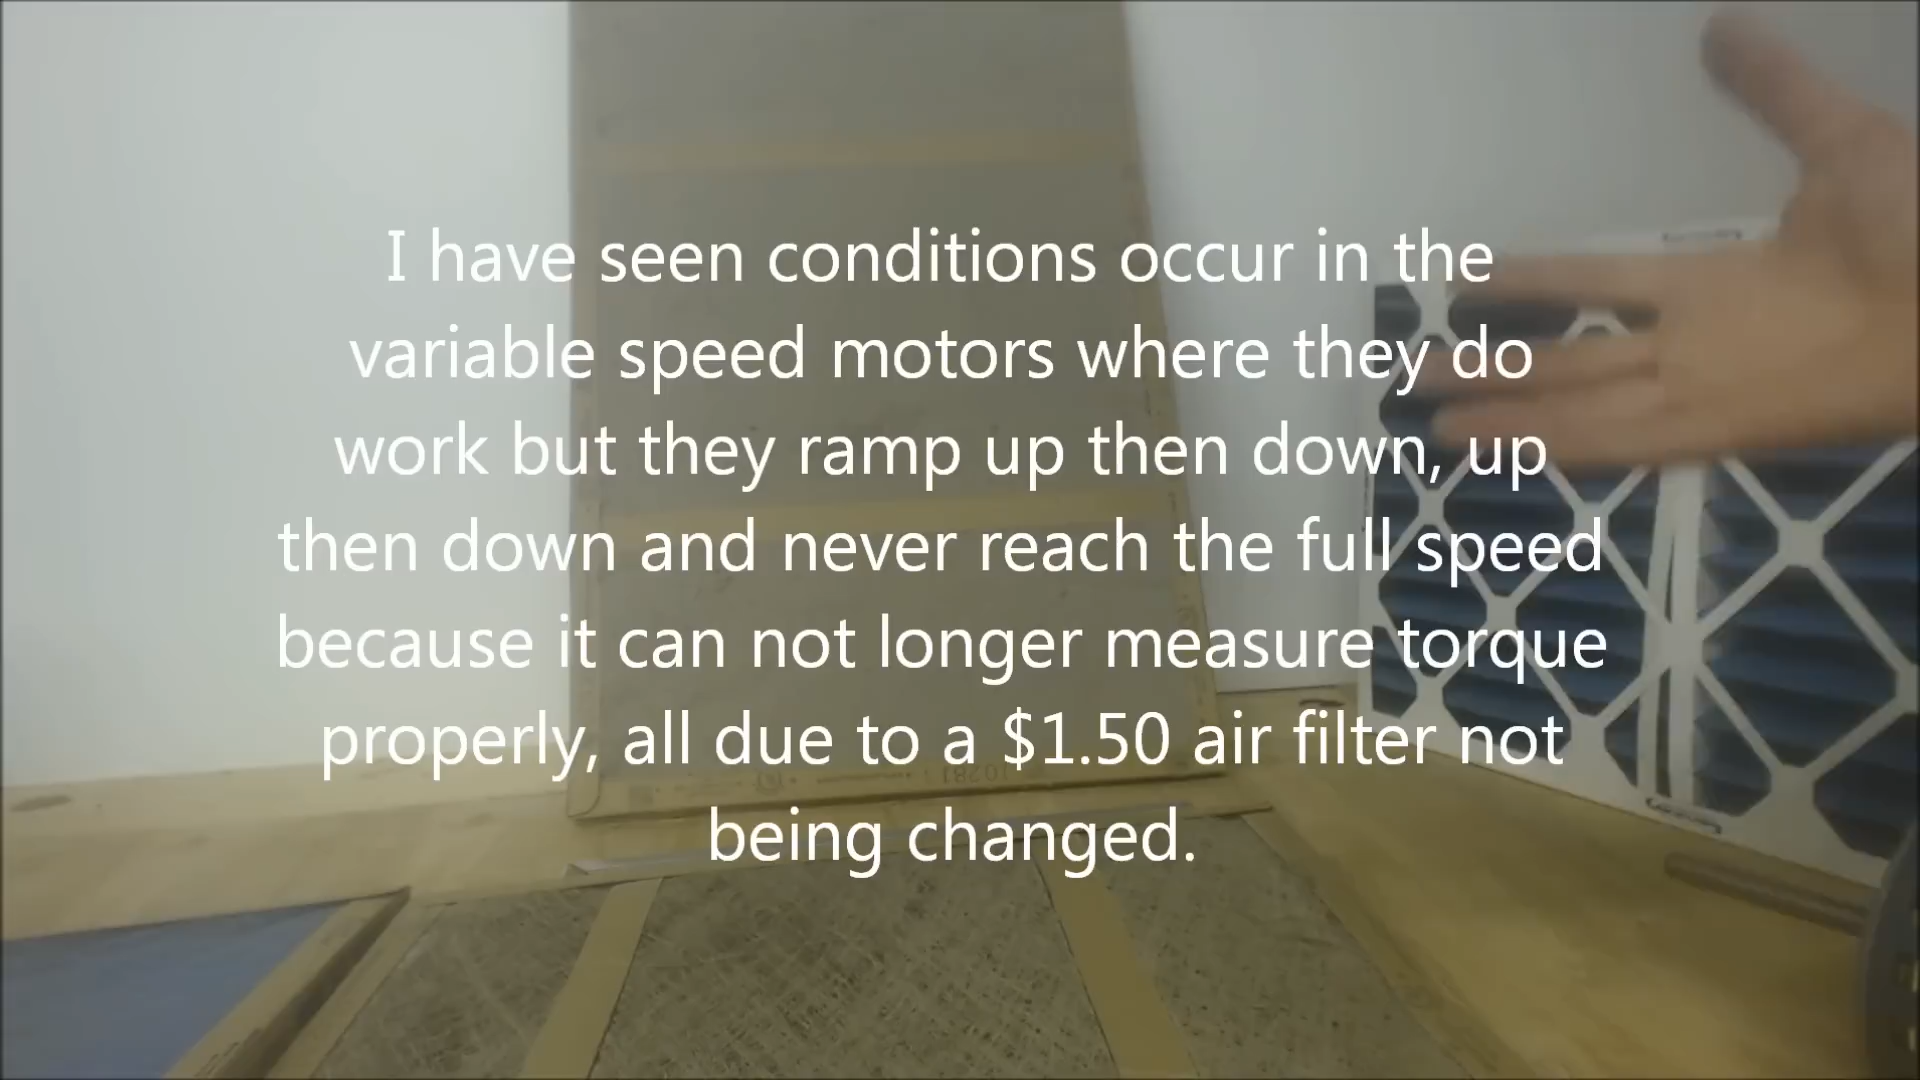 I have seen conditions occur in the
variable speed motors where they do
work but they ramp up then down, up
then down and never reach the full speed
because it can not longer measure torque
properly, all due to a $1.50 air filter not
being changed.
10281